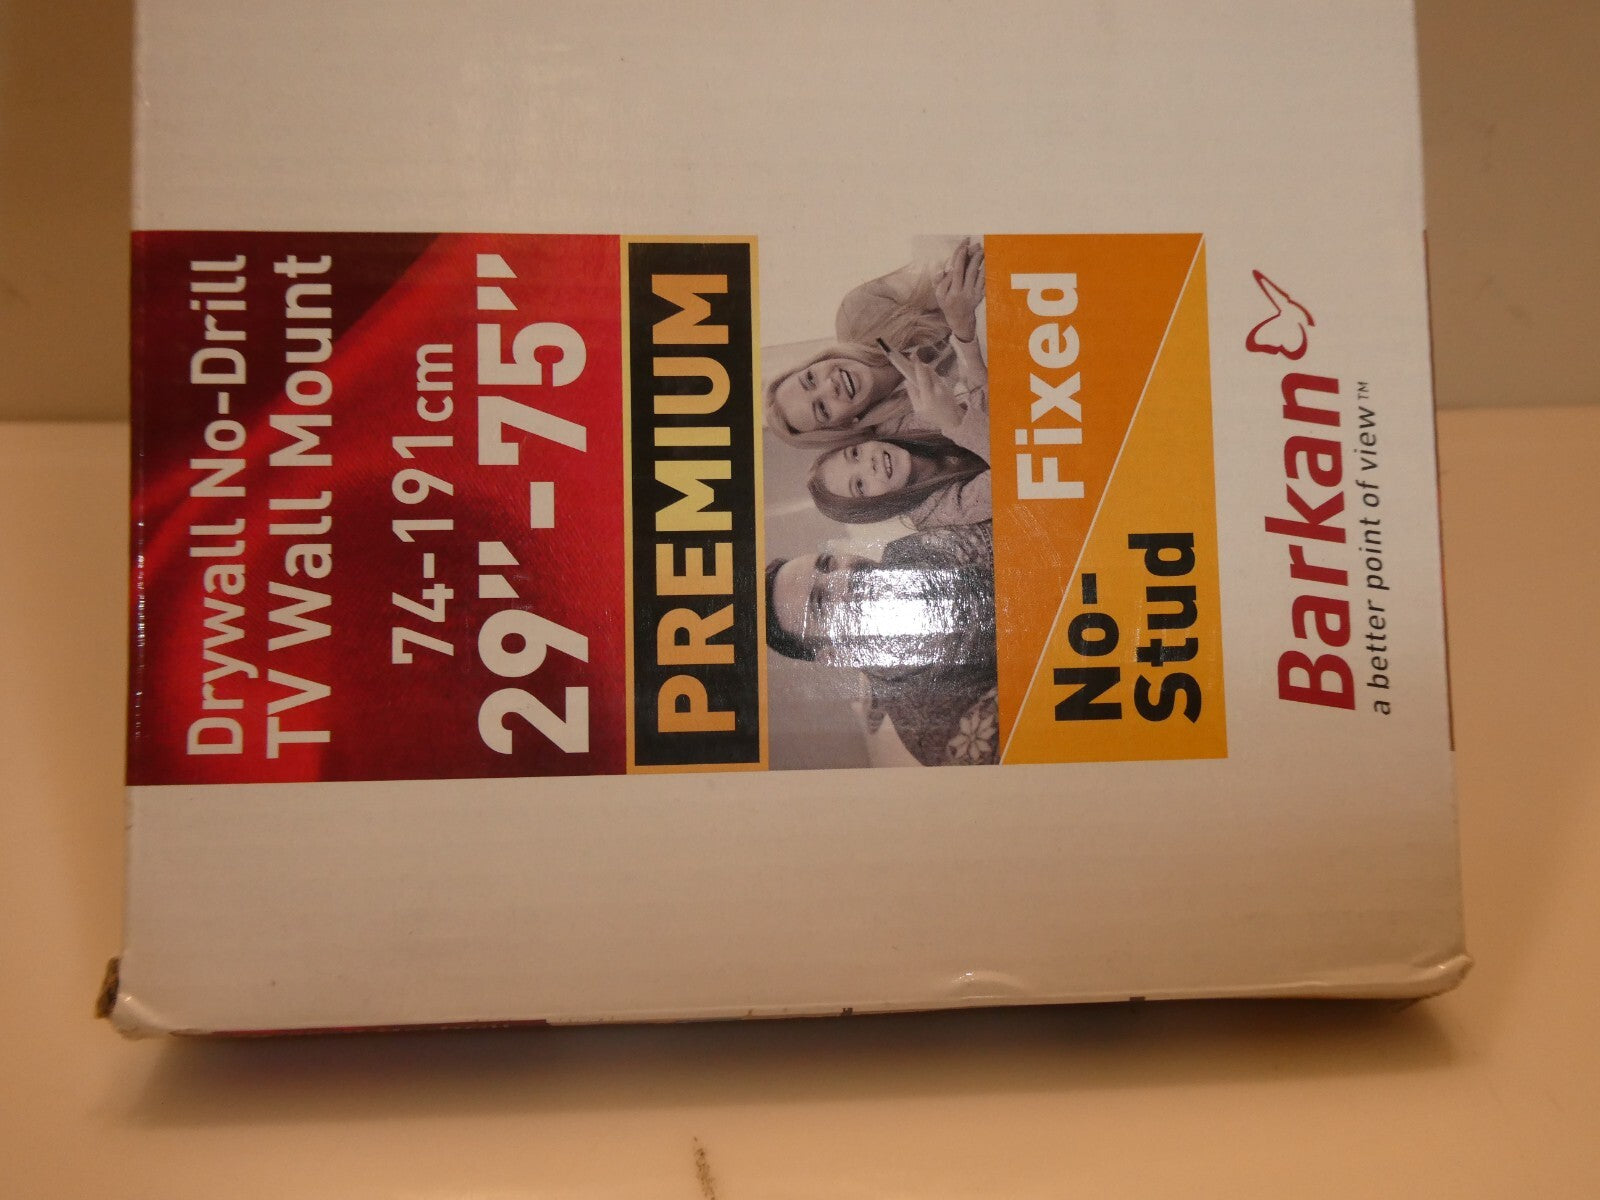 Drywall No-Drill
TV Wall Mount
74-191cm
29" - 75"
PREMIUM
Fixed
No-
Stud
Barkan
a better point of view™